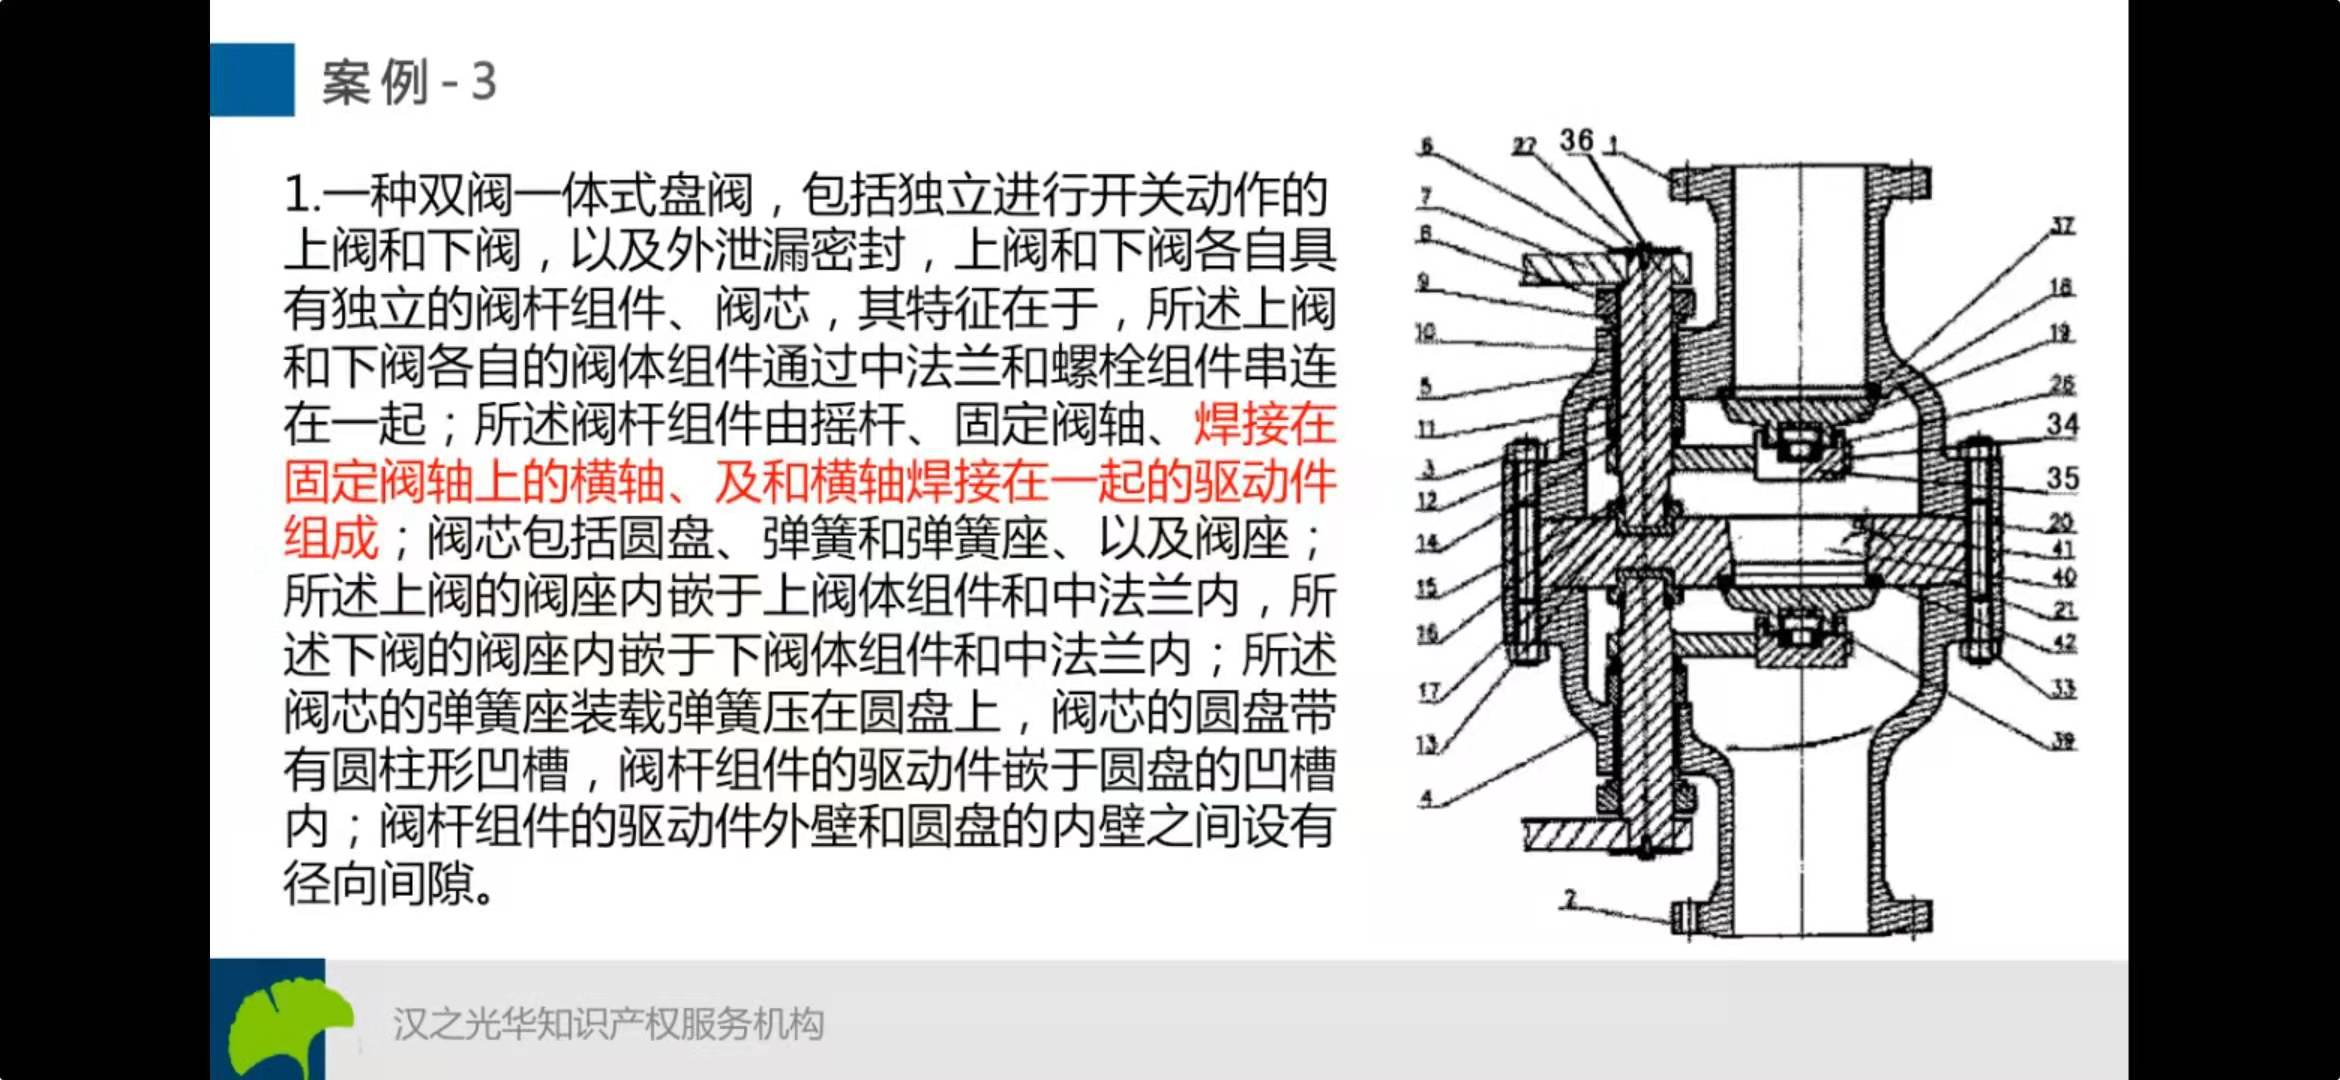 案例-3
1.一种双阀一体式盘阀，包括独立进行开关动作的
上阀和下阀，以及外泄漏密封，上阀和下阀各自具
有独立的阀杆组件、阀芯，其特征在于，所述上阀
和下阀各自的阀体组件通过中法兰和螺栓组件串连
在一起；所述阀杆组件由摇杆、固定阀轴、焊接在
固定阀轴上的横轴、及和横轴焊接在一起的驱动件
组成；阀芯包括圆盘、弹簧和弹簧座、以及阀座；
所述上阀的阀座内嵌于上阀体组件和中法兰内，所
述下阀的阀座内嵌于下阀体组件和中法兰内；所述
阀芯的弹簧座装载弹簧压在圆盘上，阀芯的圆盘带
有圆柱形凹槽，阀杆组件的驱动件嵌于圆盘的凹槽
内；阀杆组件的驱动件外壁和圆盘的内壁之间设有
径向间隙。
6
27
36
1
7
9
10
5
11
3
12
14
15
16
17
13
4
2
37
18
19
26
34
35
20
41
40
21
42
33
39
汉之光华知识产权服务机构